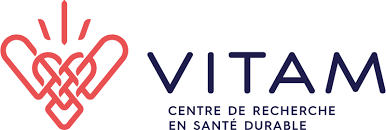 VITAM
CENTRE DE RECHERCHE
EN SANTÉ DURABLE